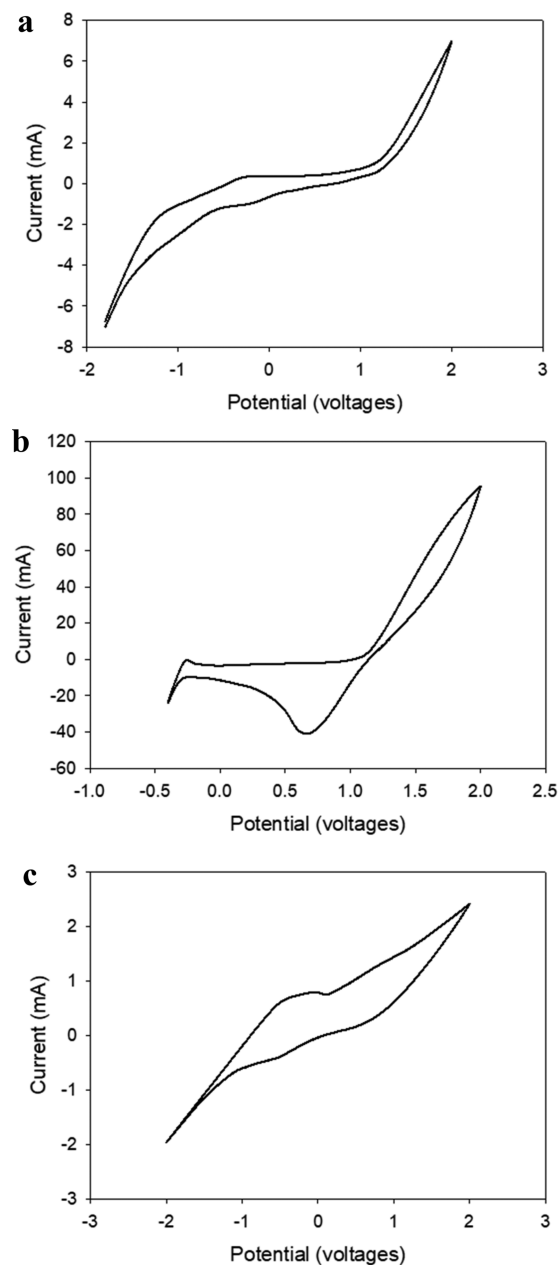 a
8
6
4
2
0
-2
-4
-6
-8
Current (mA)
-2 -1 0 1 2 3
Potential (voltages)
b
120
100
80
60
40
20
0
-20
-40
-60
Current (mA)
-1.0 -0.5 0.0 0.5 1.0 1.5 2.0 2.5
Potential (voltages)
c
3
2
1
0
-1
-2
-3
Current (mA)
-3 -2 -1 0 1 2 3
Potential (voltages)